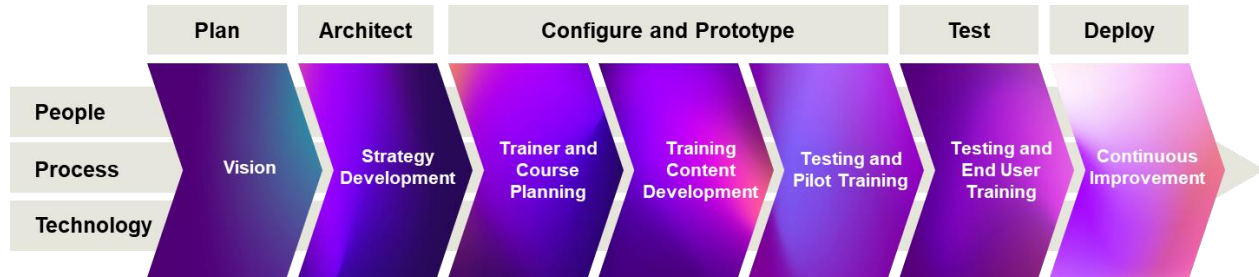 Plan
Architect
Configure and Prototype
Test
Deploy
People
Process
Technology
Vision
Strategy
Development
Trainer and
Course
Planning
Training
Content
Development
Testing and
Pilot Training
Testing and
End User
Training
Continuous
Improvement